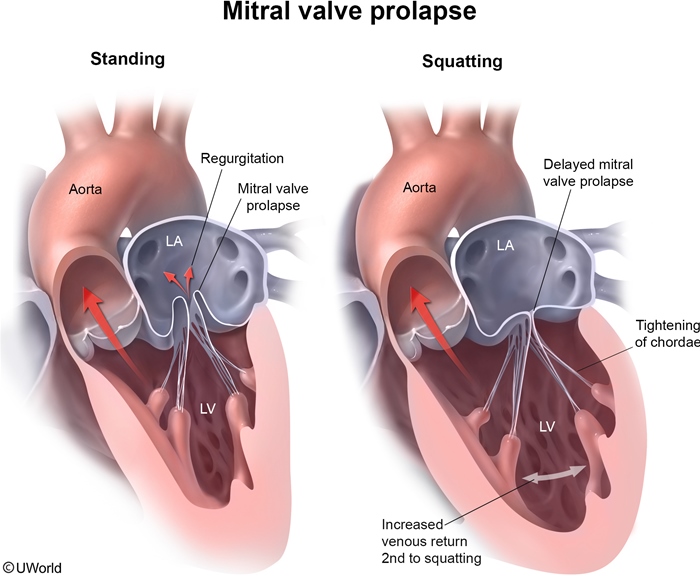 Mitral valve prolapse
Standing
Regurgitation
Mitral valve
prolapse
Aorta
LA
LV
Squatting
Delayed mitral
valve prolapse
Aorta
LA
Tightening
of chordae
LV
Increased
venous return
2nd to squatting
© UWorld